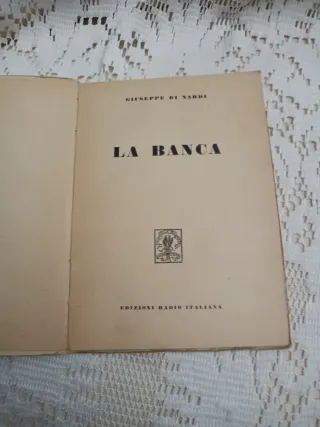 GIUSEPPE DI NARDI
LA BANCA
EDIZIONI RADIO ITALIANA